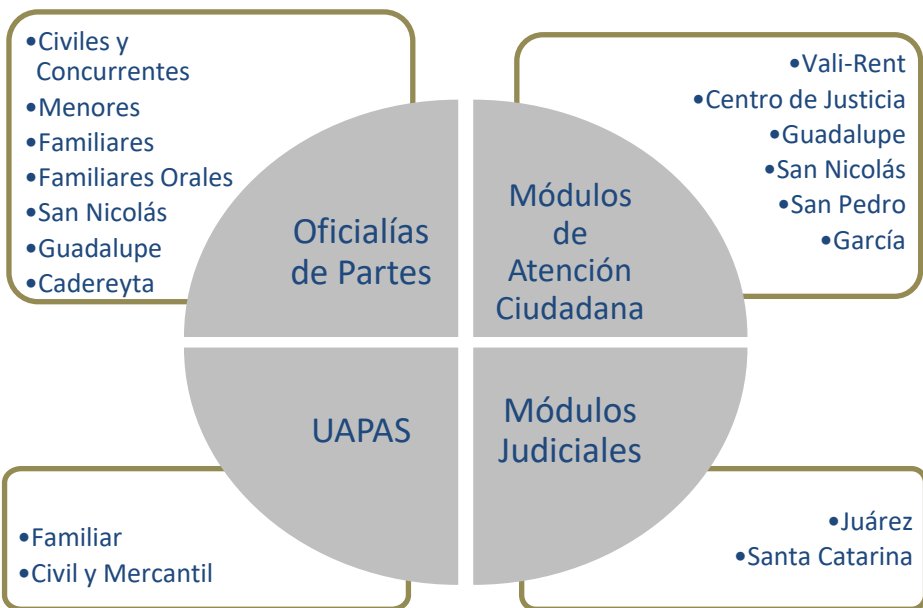 •Civiles y
Concurrentes
•Menores
•Familiares
•Familiares Orales
•San Nicolás
•Guadalupe
•Cadereyta
Oficialías
de Partes
•Vali-Rent
•Centro de Justicia
•Guadalupe
•San Nicolás
•San Pedro
•García
Módulos
de
Atención
Ciudadana
UAPAS
•Familiar
•Civil y Mercantil
Módulos
Judiciales
•Juárez
•Santa Catarina